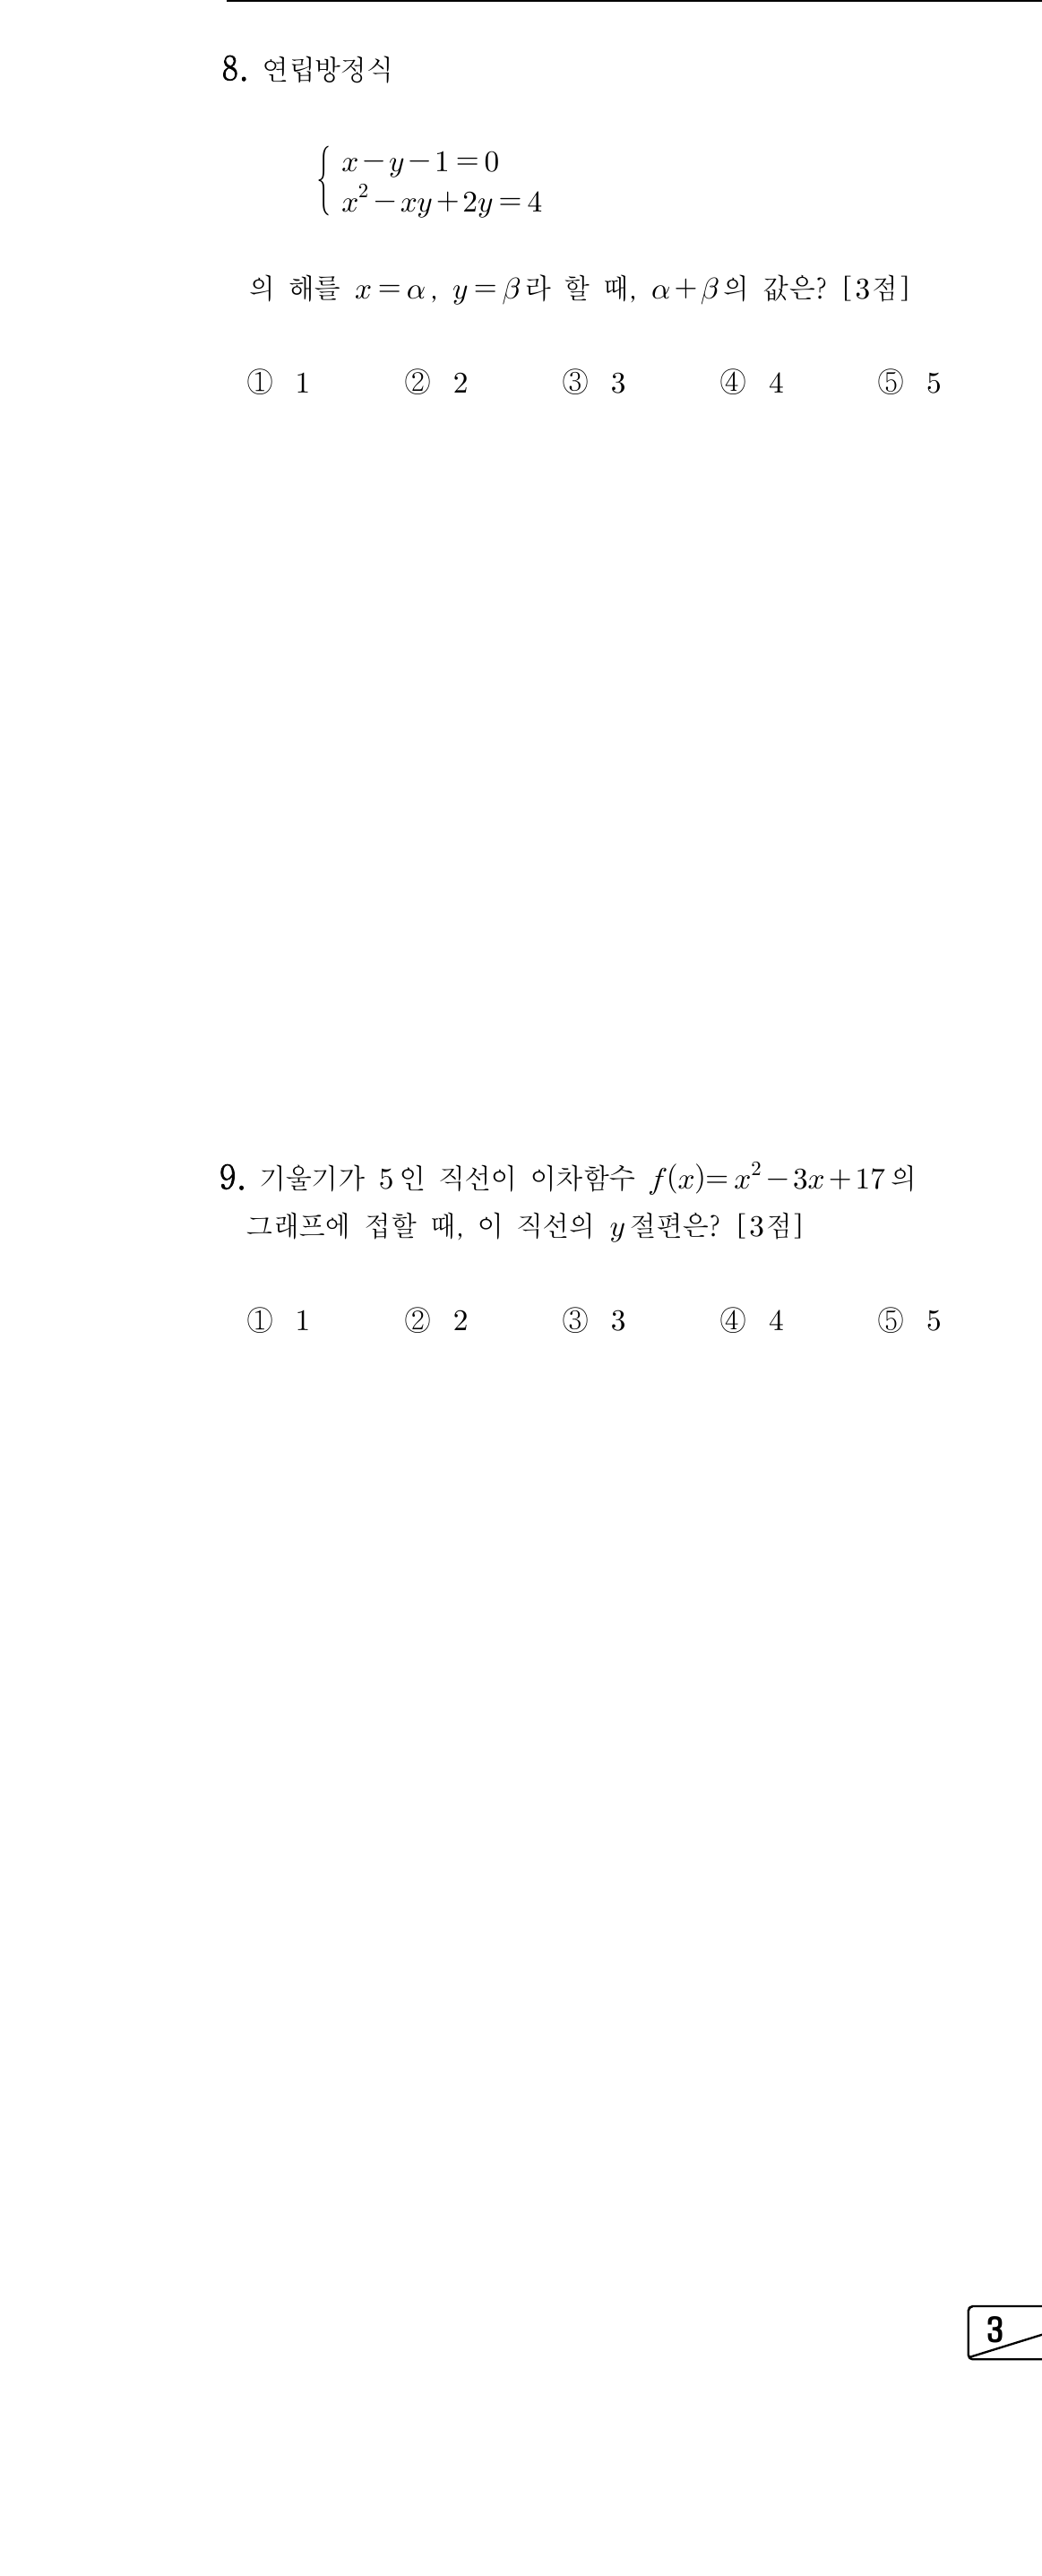 8. 연립방정식
{ x-y-1=0
x²-xy+2y=4
의 해를 x=α, y=β라 할 때, α+β의 값은? [3점]
① 1 ② 2 ③ 3 ④ 4 ⑤ 5
9. 기울기가 5인 직선이 이차함수 f(x)=x²-3x+17의
그래프에 접할 때, 이 직선의 y절편은? [3점]
① 1 ② 2 ③ 3 ④ 4 ⑤ 5
3